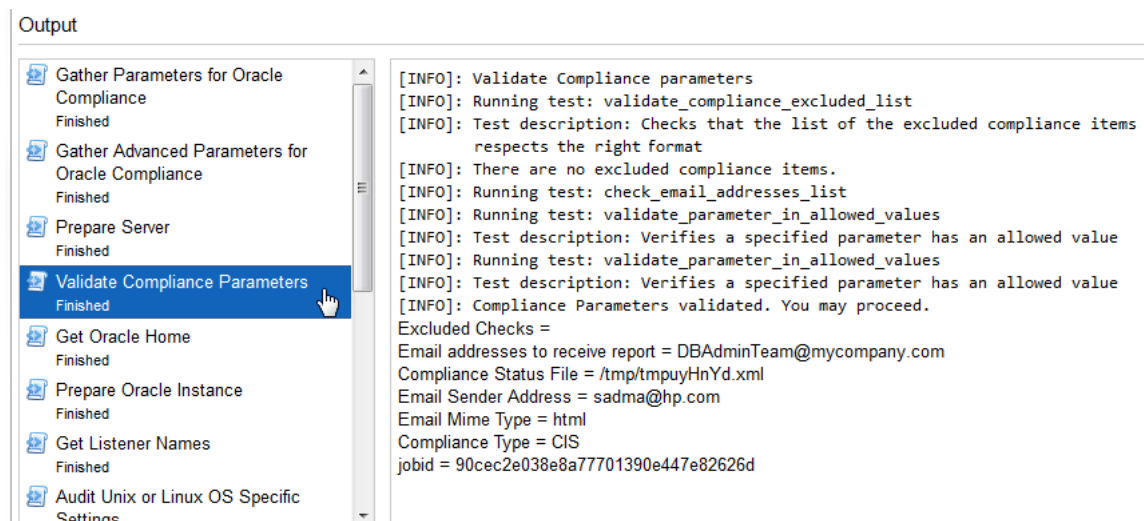 Output
Gather Parameters for Oracle
Compliance
Finished
Gather Advanced Parameters for
Oracle Compliance
Finished
Prepare Server
Finished
Validate Compliance Parameters
Finished
Get Oracle Home
Finished
Prepare Oracle Instance
Finished
Get Listener Names
Finished
Audit Unix or Linux OS Specific
Settings
[INFO]: Validate Compliance parameters
[INFO]: Running test: validate_compliance_excluded_list
[INFO]: Test description: Checks that the list of the excluded compliance items
respects the right format
[INFO]: There are no excluded compliance items.
[INFO]: Running test: check_email_addresses_list
[INFO]: Running test: validate_parameter_in_allowed_values
[INFO]: Test description: Verifies a specified parameter has an allowed value
[INFO]: Running test: validate_parameter_in_allowed_values
[INFO]: Test description: Verifies a specified parameter has an allowed value
[INFO]: Compliance Parameters validated. You may proceed.
Excluded Checks =
Email addresses to receive report = DBAdminTeam@mycompany.com
Compliance Status File = /tmp/tmpuyHnYd.xml
Email Sender Address = sadma@hp.com
Email Mime Type = html
Compliance Type = CIS
jobid = 90cec2e038e8a77701390e447e82626d